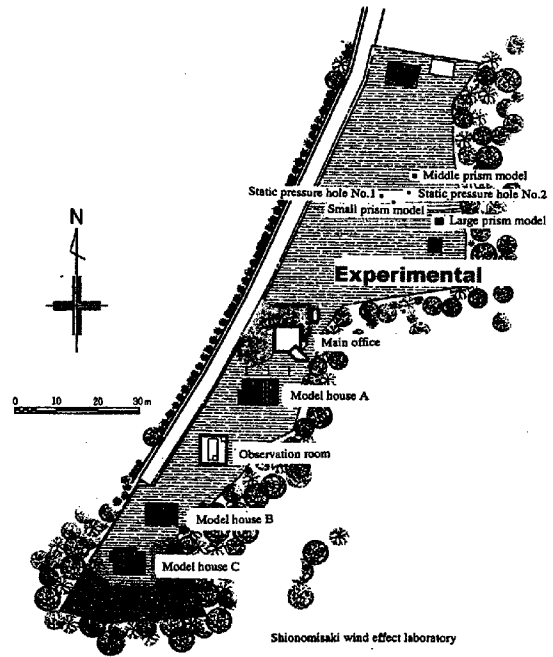 Middle prism model
Static pressure hole No.1
Static pressure hole No.2
Small prism model
Large prism model
N
Experimental
Main office
Model house A
0 10 20 30 m
Observation room
Model house B
Model house C
Shionomisaki wind effect laboratory